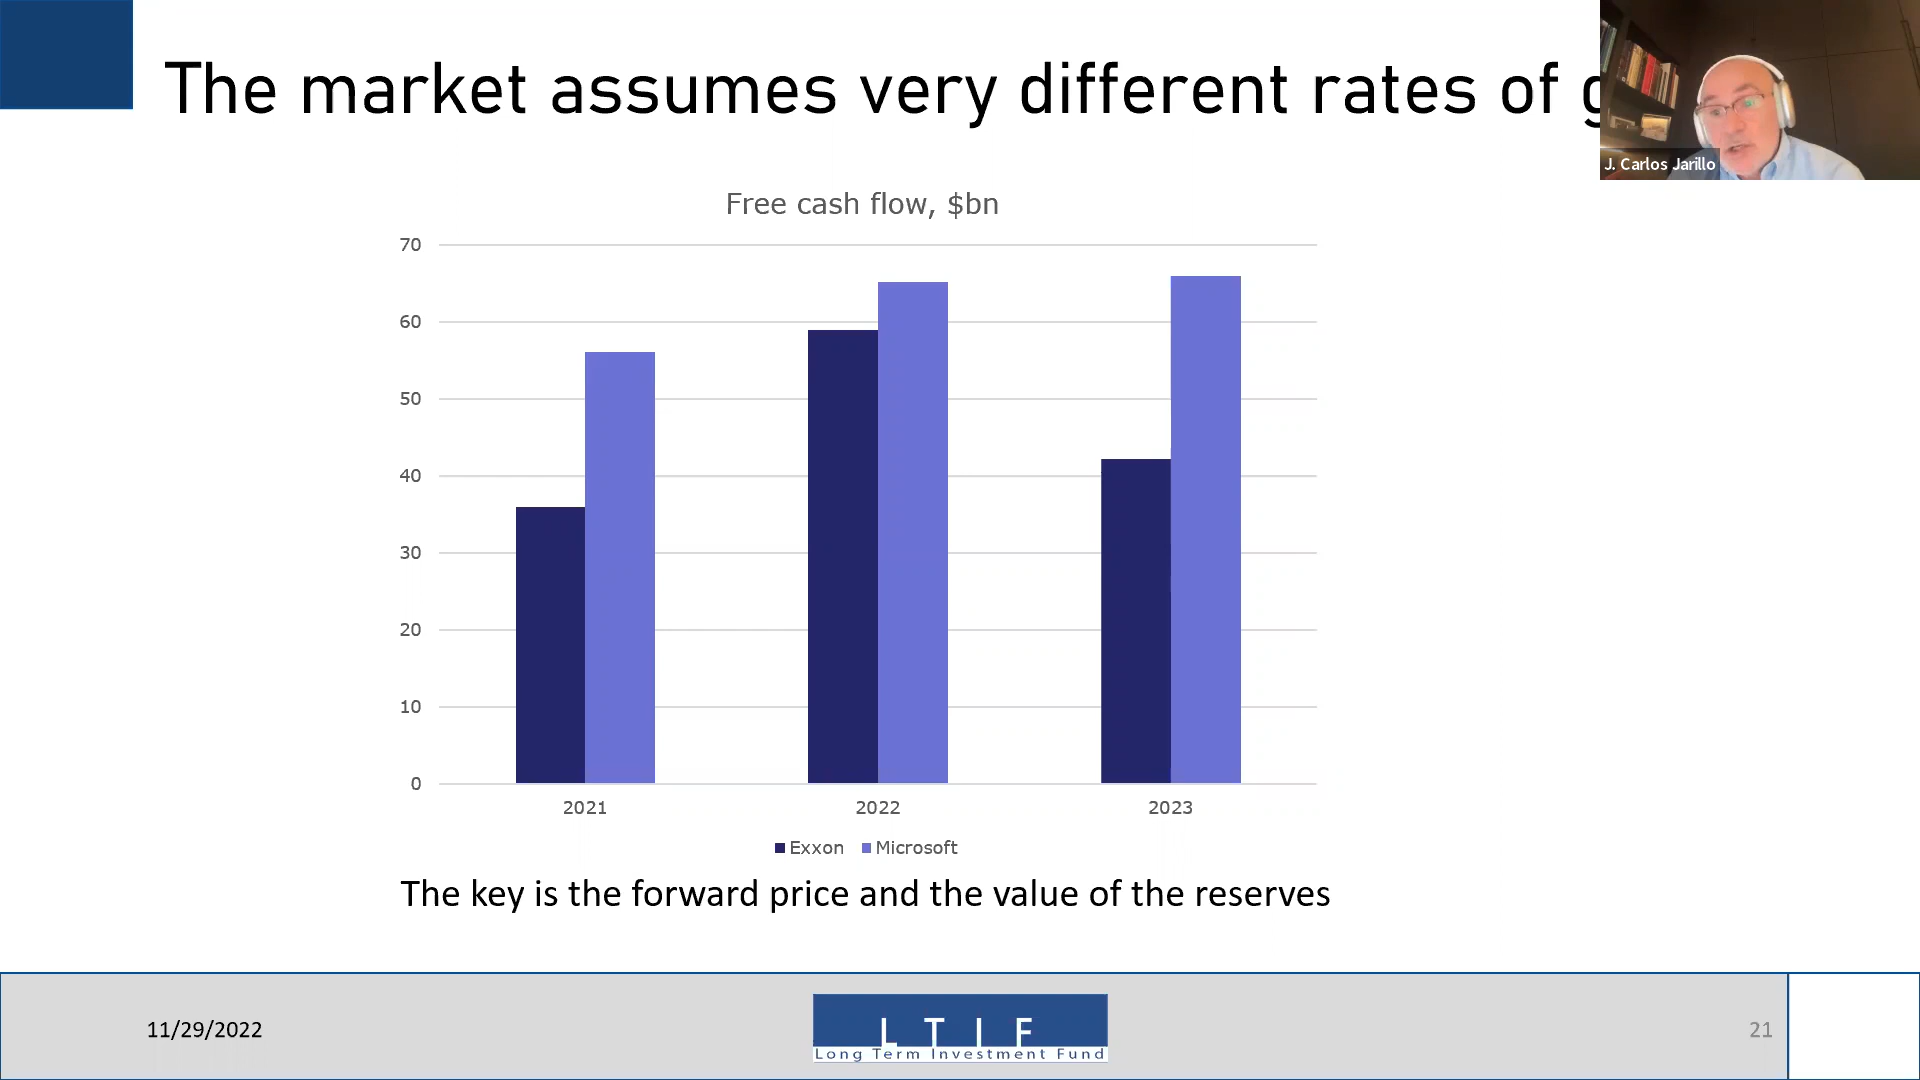 The market assumes very different rates of
J. Carlos Jarillo
Free cash flow, $bn
70
60
50
40
30
20
10
0
2021 2022 2023
Exxon Microsoft
The key is the forward price and the value of the reserves
11/29/2022
LTIF
Long Term Investment Fund
21